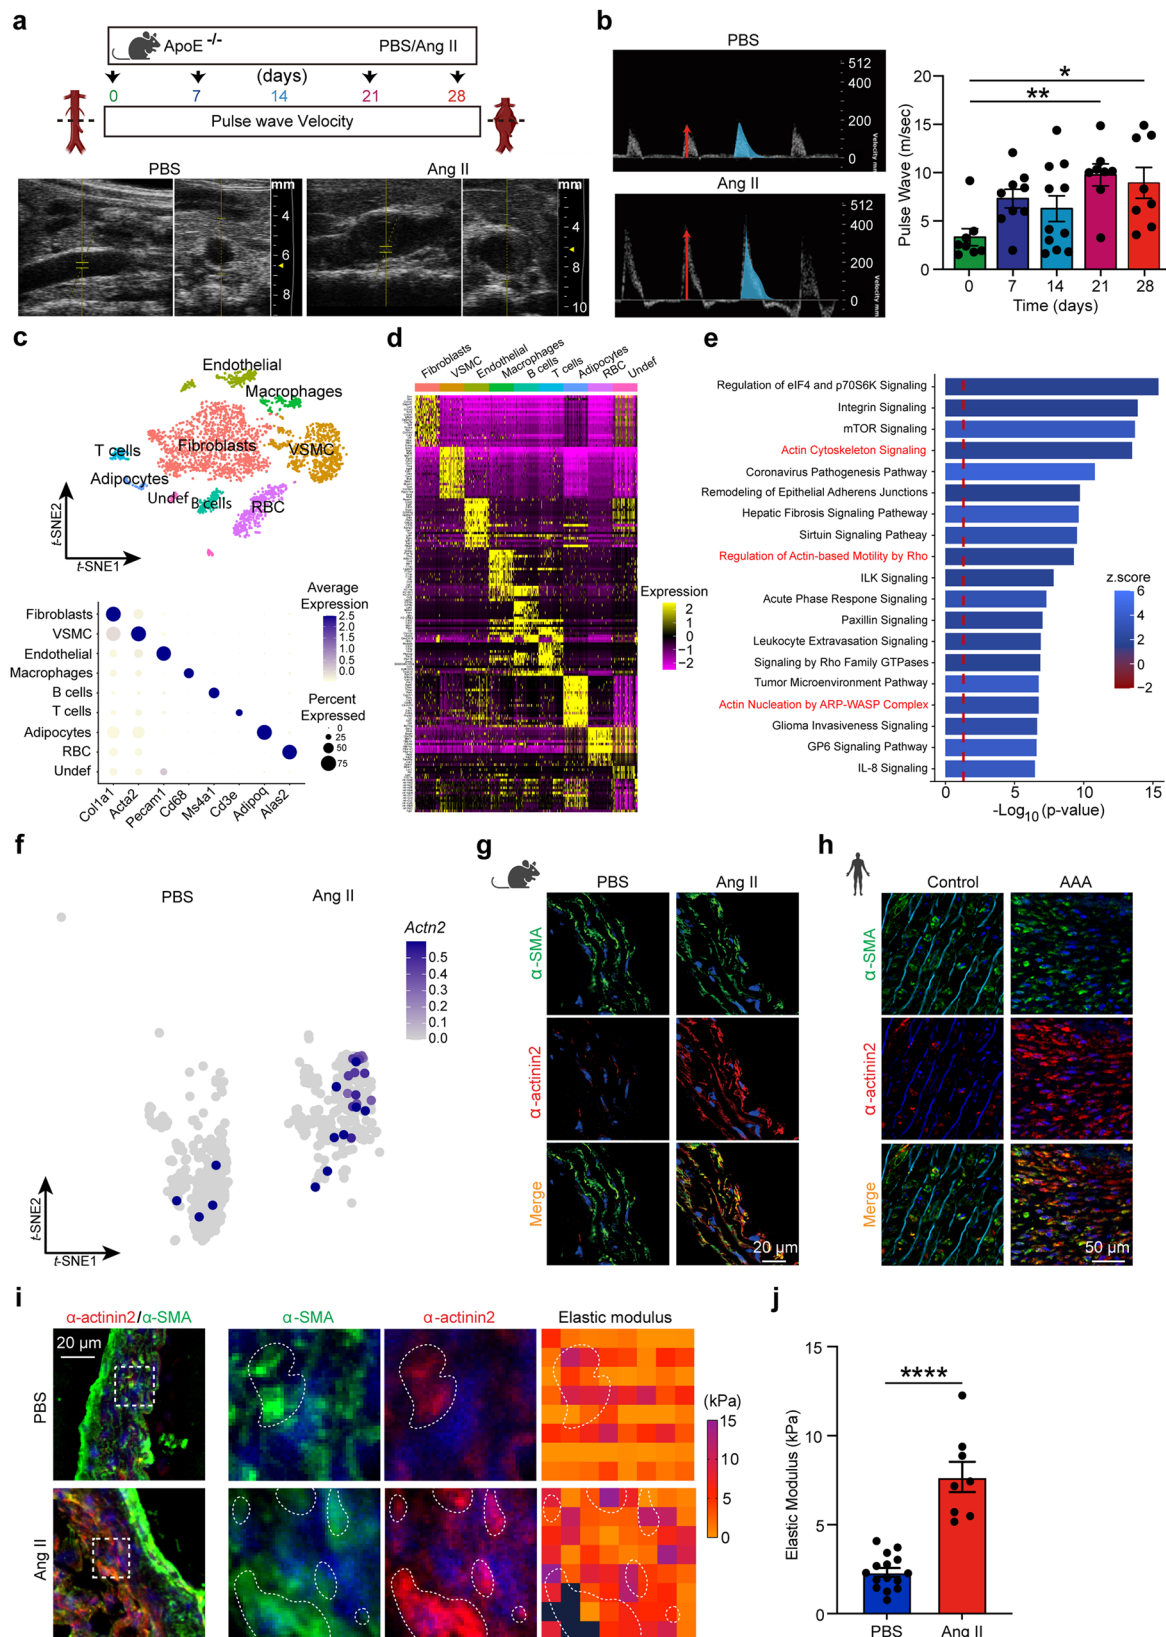 a
ApoE -/-
PBS/Ang II
(days)
0 7 14 21 28
Pulse wave Velocity
PBS
Ang II
mm
4
6
8
mm
4
6
8
10
b
PBS
512
400
200
0
Velocity mm
Ang II
512
400
200
0
Velocity mm
Pulse Wave (m/sec)
20
15
10
5
0
*
**
0 7 14 21 28
Time (days)
c
Endothelial
Macrophages
Fibroblasts
VSMC
T cells
Adipocytes
Undef
B cells
RBC
t-SNE2
t-SNE1
Fibroblasts
VSMC
Endothelial
Macrophages
B cells
T cells
Adipocytes
RBC
Undef
Col1a1
Acta2
Pecam1
Cd68
Ms4a1
Cd3e
Adipoq
Alas2
Average
Expression
2.5
2.0
1.5
1.0
0.5
0.0
Percent
Expressed
0
25
50
75
d
Fibroblasts
VSMC
Endothelial
Macrophages
B cells
T cells
Adipocytes
RBC
Undef
Expression
2
1
0
−1
−2
e
Regulation of eIF4 and p70S6K Signaling
Integrin Signaling
mTOR Signaling
Actin Cytoskeleton Signaling
Coronavirus Pathogenesis Pathway
Remodeling of Epithelial Adherens Junctions
Hepatic Fibrosis Signaling Patheway
Sirtuin Signaling Patheay
Regulation of Actin-based Motility by Rho
ILK Signaling
Acute Phase Respone Signaling
Paxillin Signaling
Leukocyte Extravasation Signaling
Signaling by Rho Family GTPases
Tumor Microenvironment Pathway
Actin Nucleation by ARP-WASP Complex
Glioma Invasiveness Signaling
GP6 Signaling Pathway
IL-8 Signaling
0 5 10 15
-Log10 (p-value)
z.score
6
4
2
0
−2
f
PBS
Ang II
Actn2
0.5
0.4
0.3
0.2
0.1
0.0
t-SNE2
t-SNE1
g
PBS
Ang II
α-SMA
α-actinin2
Merge
20 μm
h
Control
AAA
α-SMA
α-actinin2
Merge
50 μm
i
α-actinin2/α-SMA
α-SMA
α-actinin2
Elastic modulus
20 μm
PBS
Ang II
(kPa)
15
10
5
0
j
Elastic Modulus (kPa)
15
10
5
0
****
PBS
Ang II